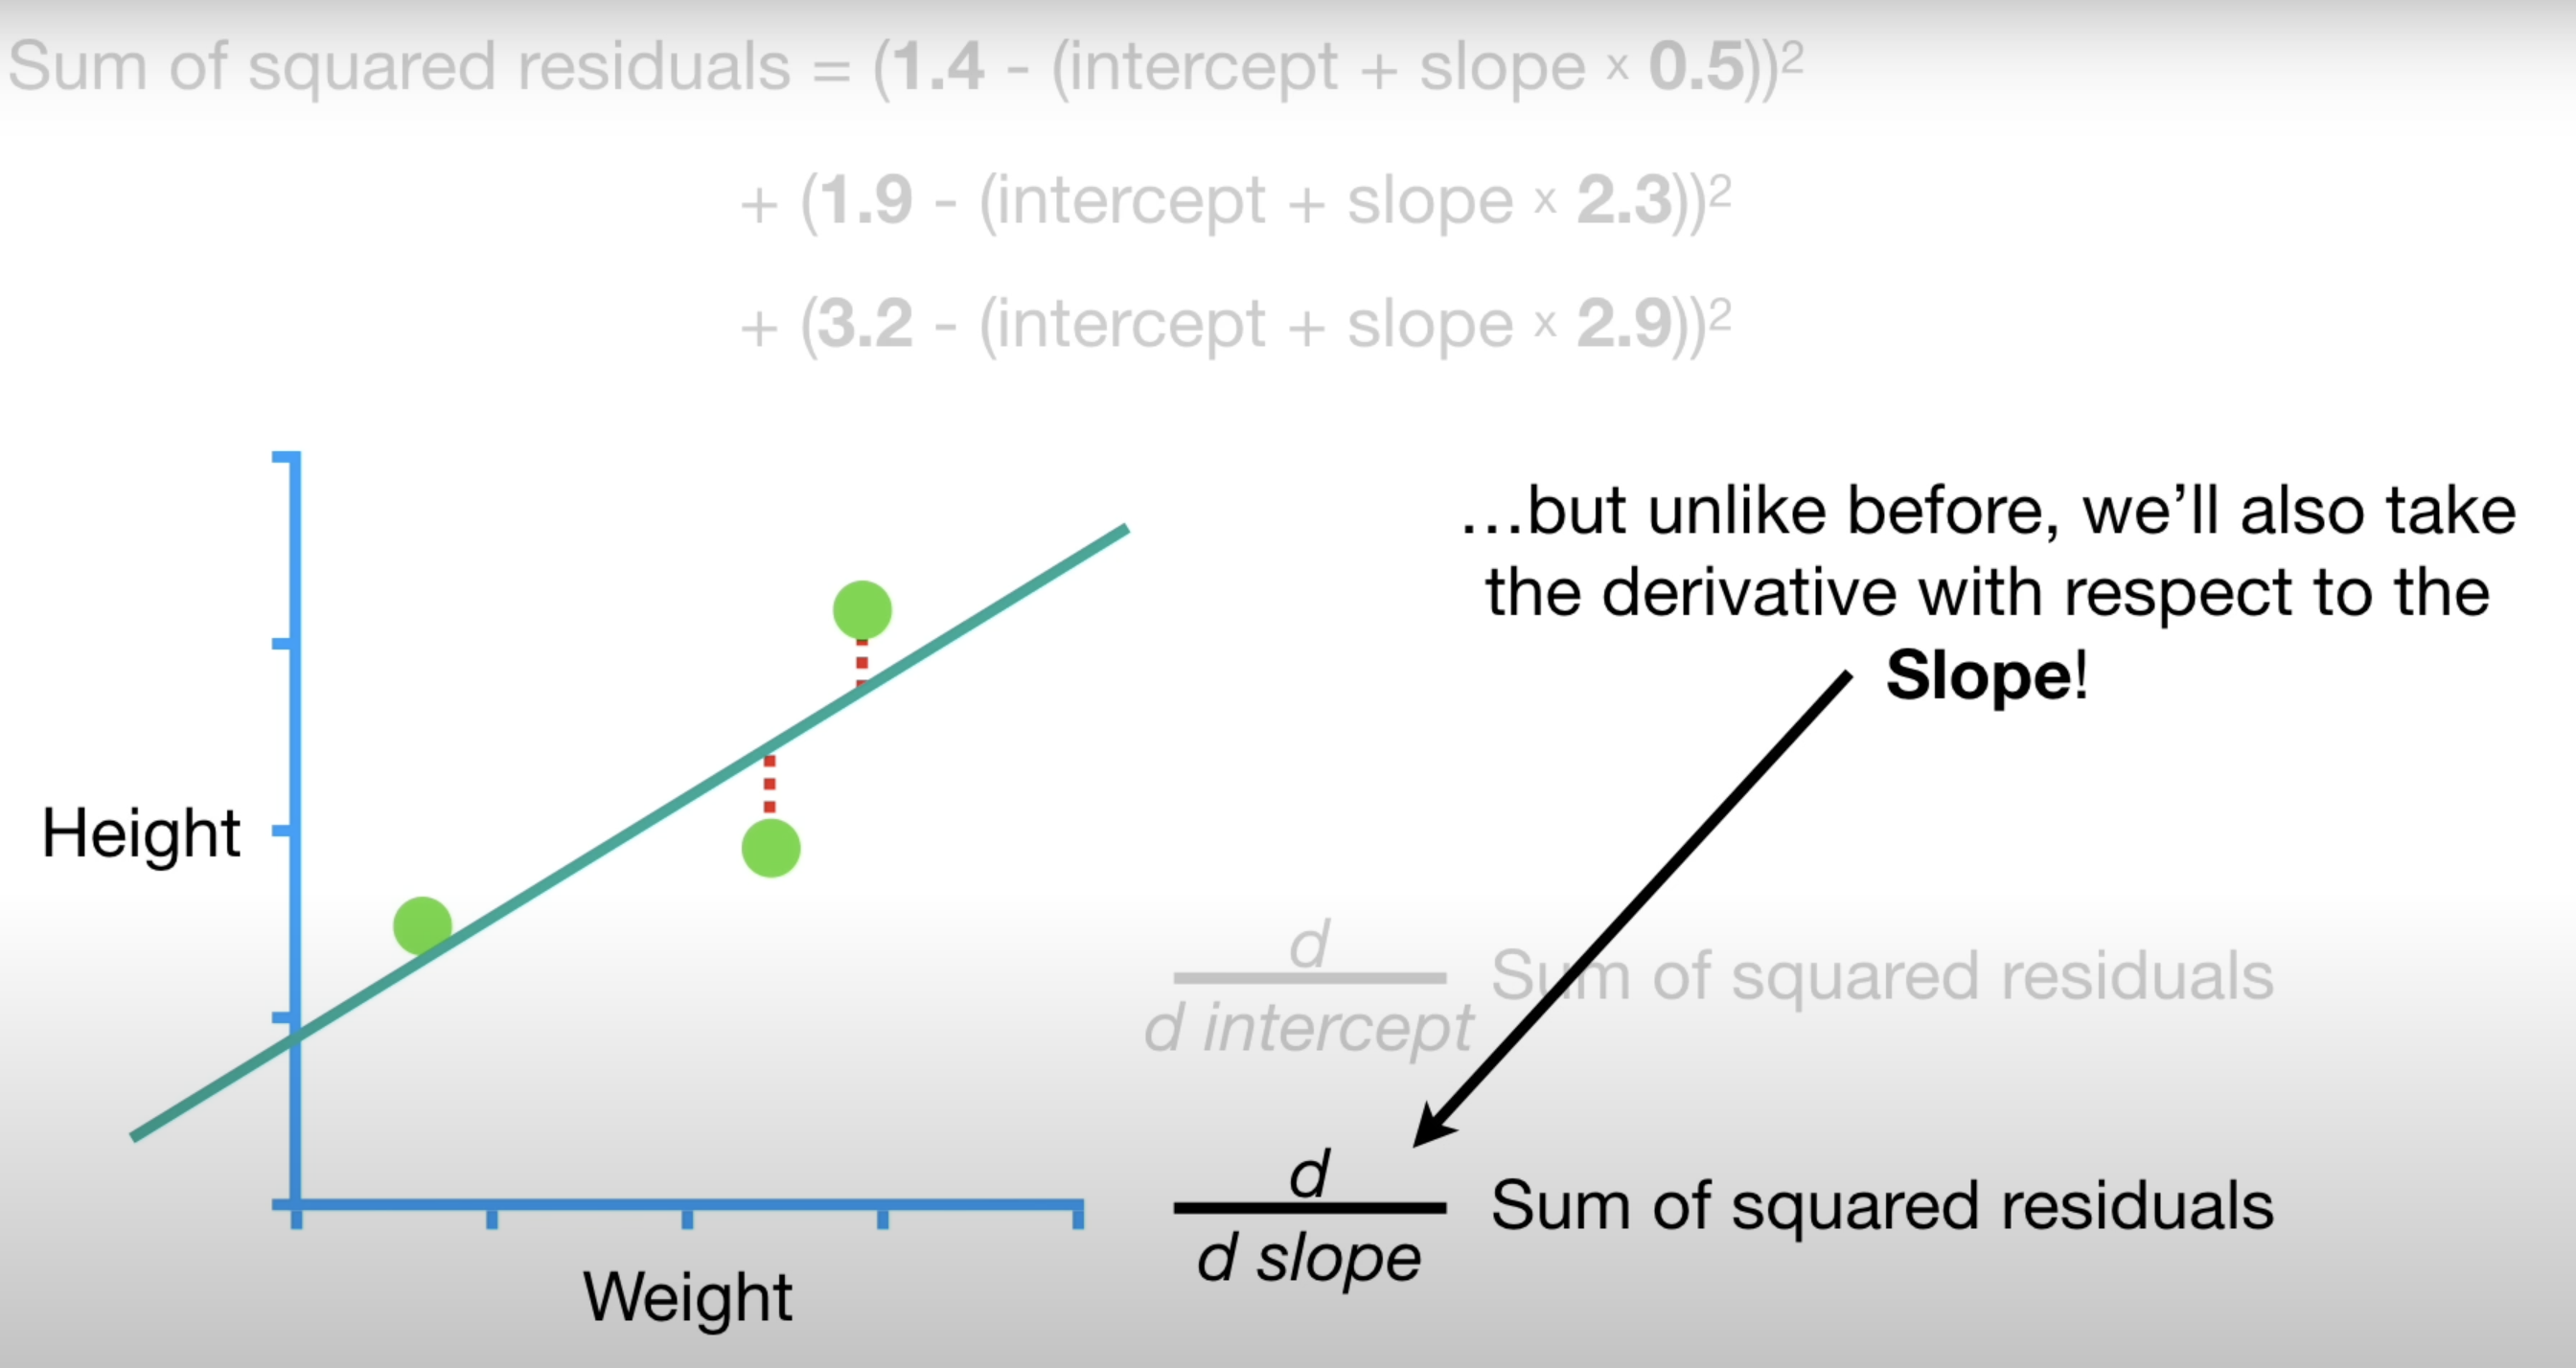 Sum of squared residuals = (1.4 - (intercept + slope x 0.5))²
+ (1.9 - (intercept + slope x 2.3))²
+ (3.2 - (intercept + slope x 2.9))²
…but unlike before, we’ll also take
the derivative with respect to the
Slope!
Height
Weight
d
d intercept
Sum of squared residuals
d
d slope
Sum of squared residuals